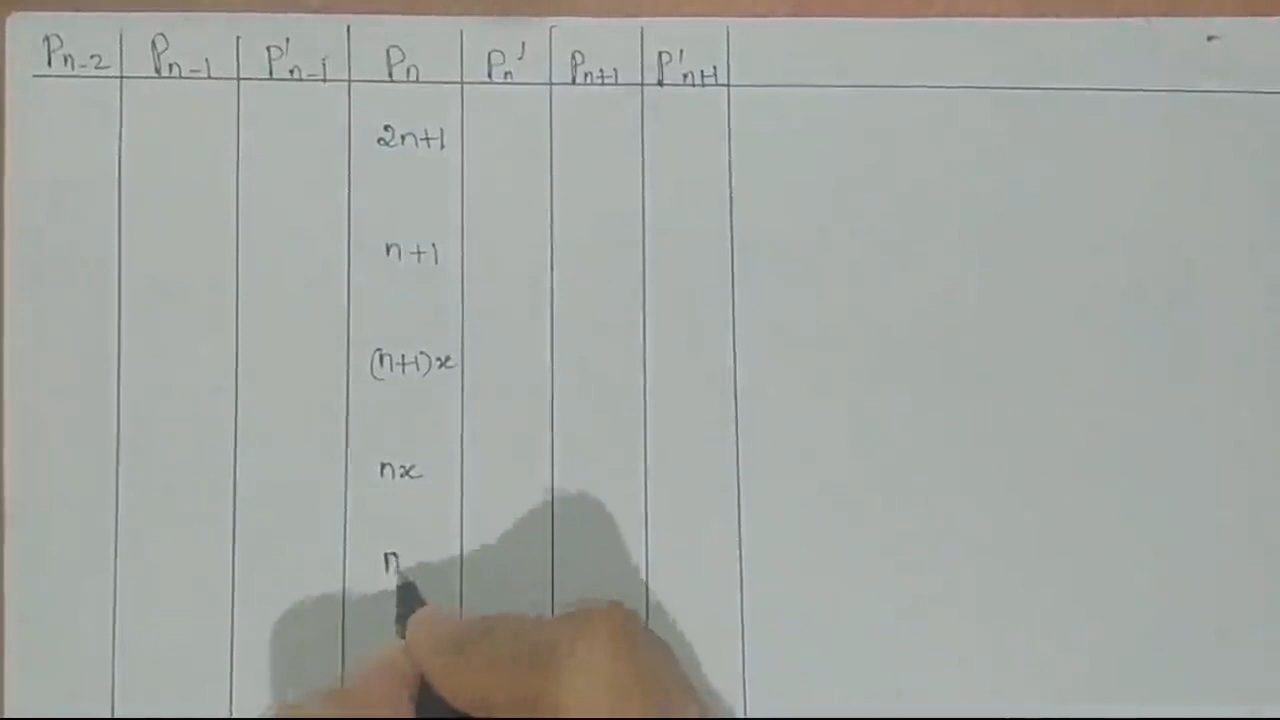 Pn-2 Pn-1 P'n-1 Pn Pn' Pn+1 P'n+1
2n+1
n+1
(n+1)x
nx
n